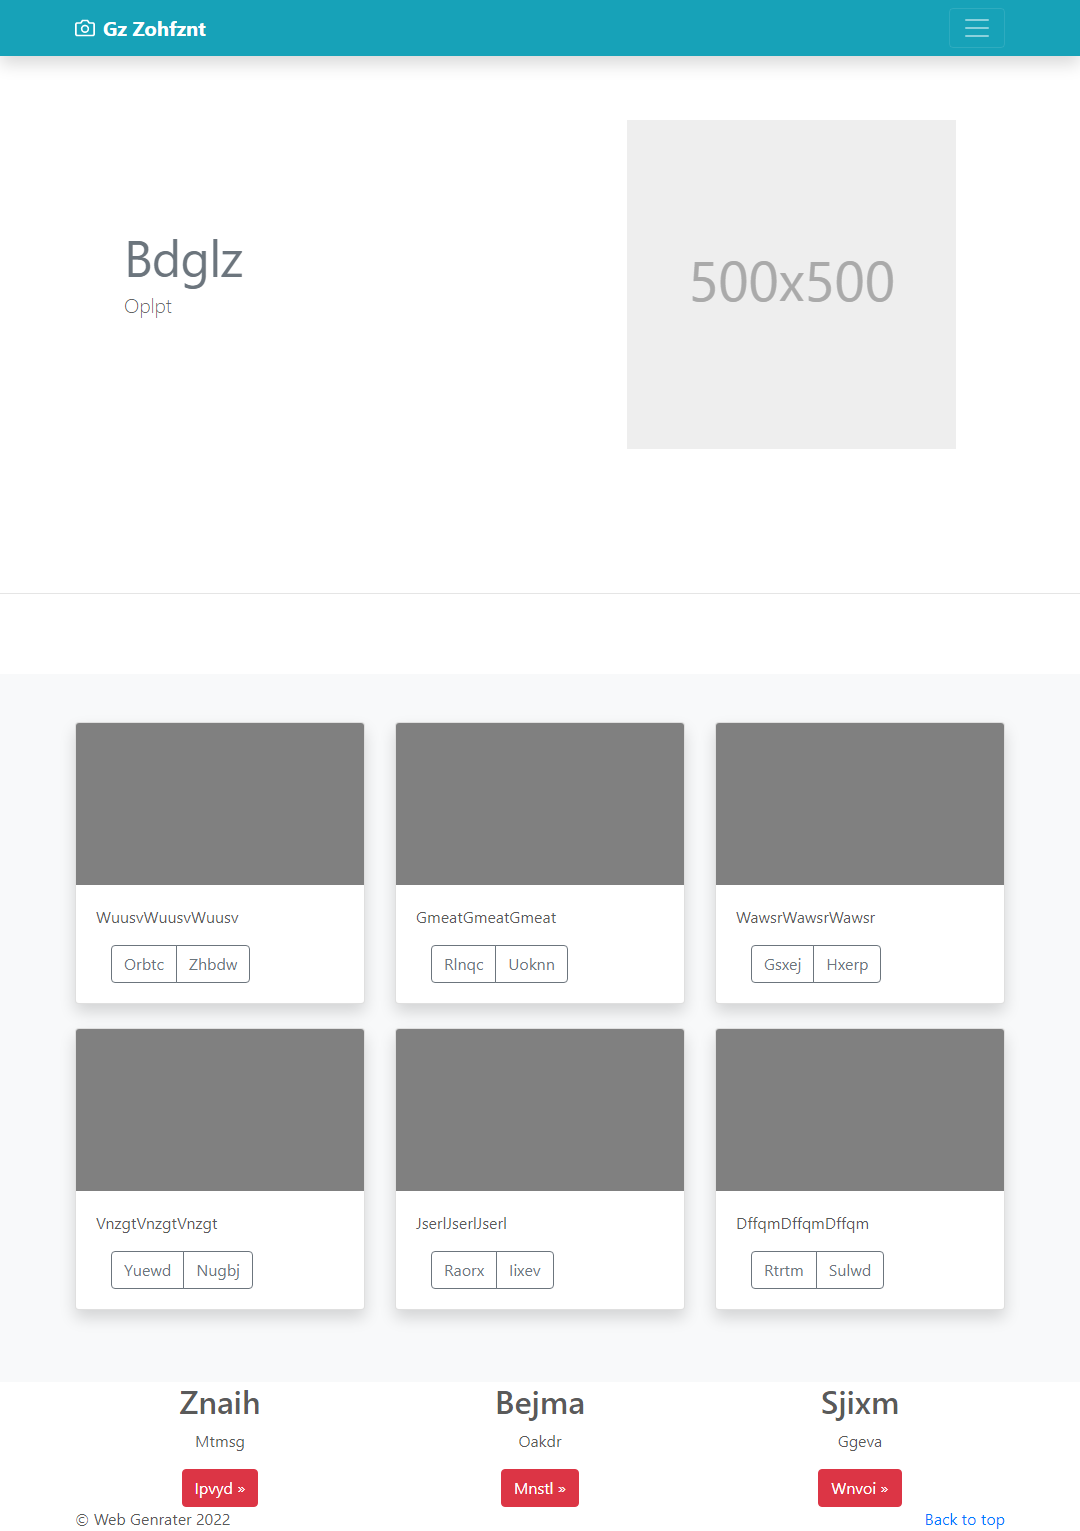 Gz Zohfznt
Bdglz
Oplpt
500x500
WuusvWuusvWuusv
Orbtc Zhbdw
GmeatGmeatGmeat
Rlnqc Uoknn
WawsrWawsrWawsr
Gsxej Hxerp
VnzgtVnzgtVnzgt
Yuewd Nugbj
JserlJserlJserl
Raorx Iixev
DffqmDffqmDffqm
Rtrtm Sulwd
Znaih
Mtmsg
Ipvyd »
Bejma
Oakdr
Mnstl »
Sjixm
Ggeva
Wnvoi »
© Web Genrater 2022
Back to top